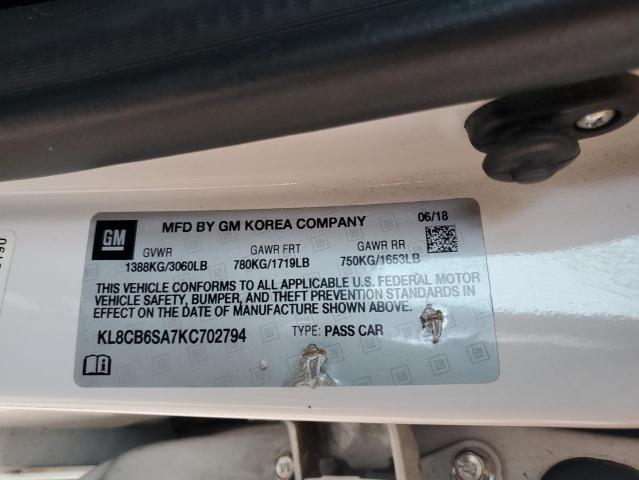 GM
MFD BY GM KOREA COMPANY
06/18
GVWR GAWR FRT GAWR RR
1388KG/3060LB 780KG/1719LB 750KG/1653LB
THIS VEHICLE CONFORMS TO ALL APPLICABLE U.S. FEDERAL MOTOR
VEHICLE SAFETY, BUMPER, AND THEFT PREVENTION STANDARDS IN
EFFECT ON THE DATE OF MANUFACTURE SHOWN ABOVE.
KL8CB6SA7KC702794 TYPE: PASS CAR